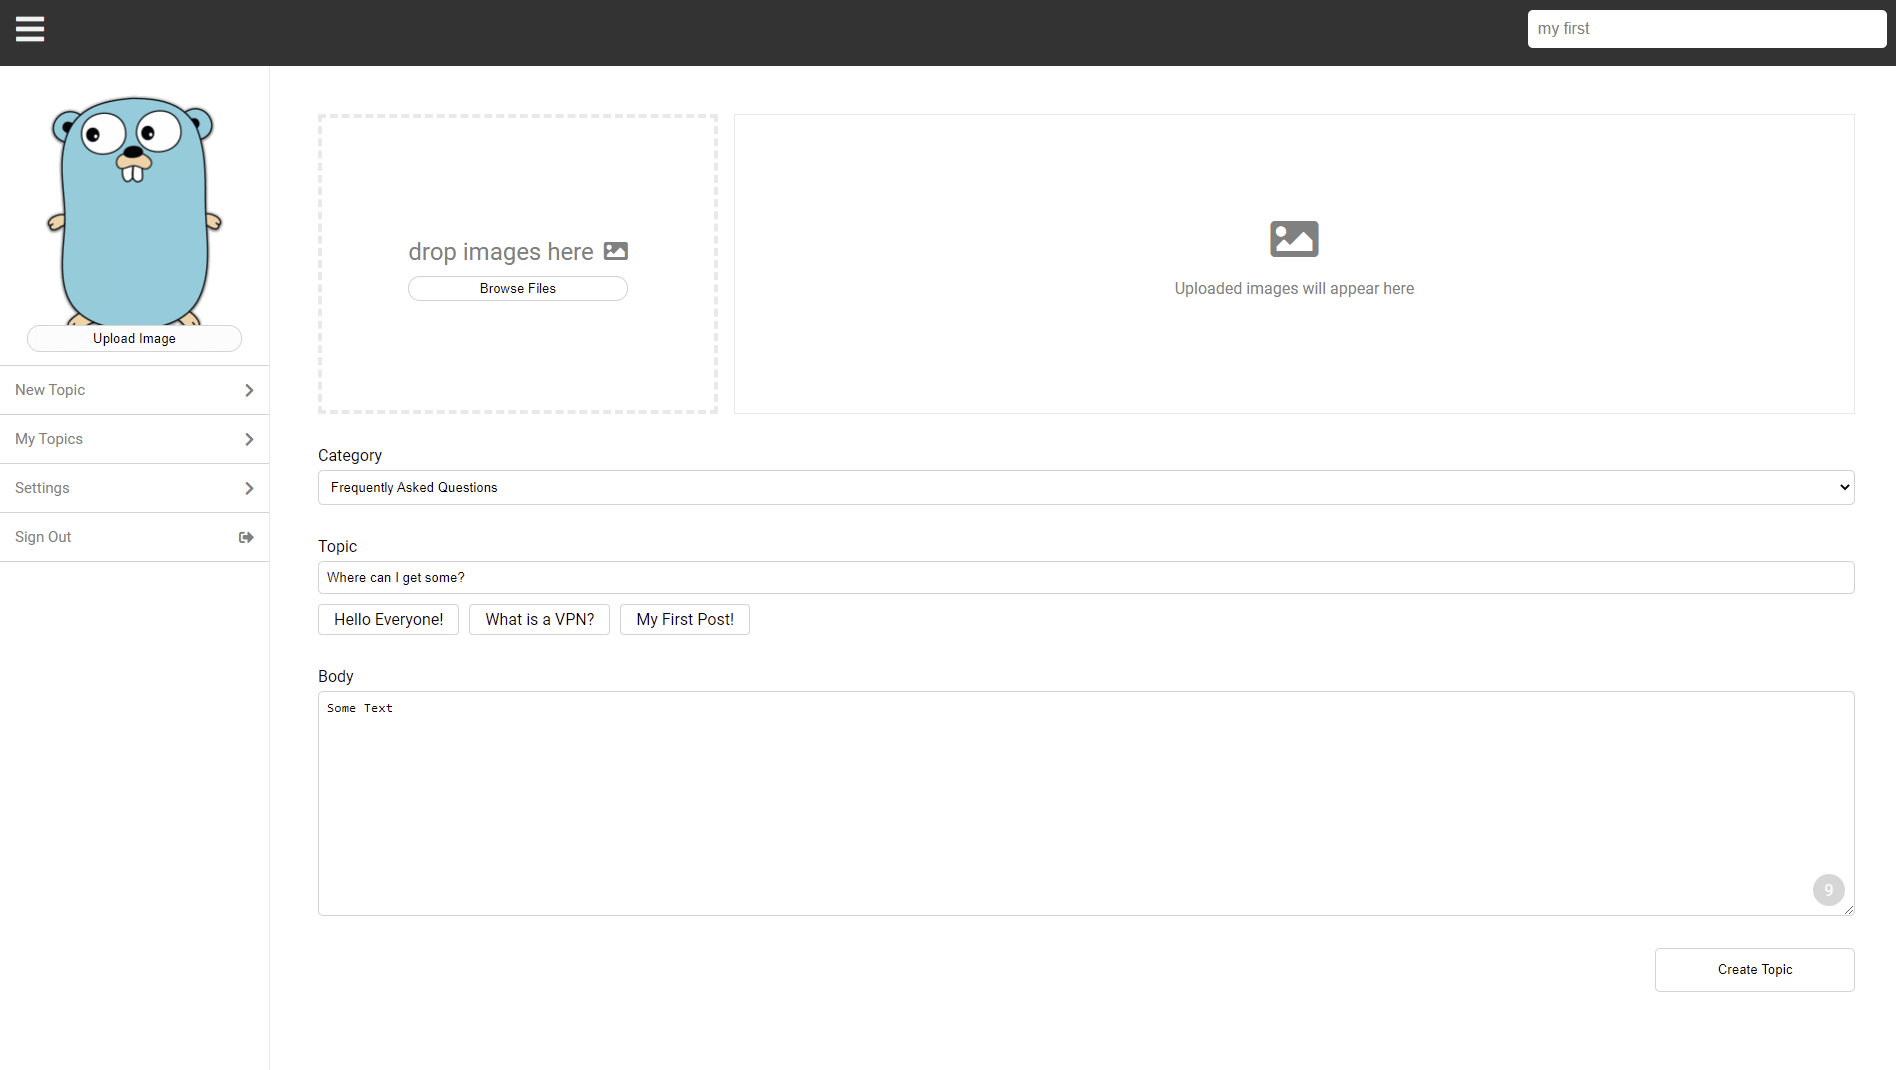 my first
Upload Image
New Topic
My Topics
Settings
Sign Out
drop images here
Browse Files
Uploaded images will appear here
Category
Frequently Asked Questions
Topic
Where can I get some?
Hello Everyone! What is a VPN? My First Post!
Body
Some Text
9
Create Topic